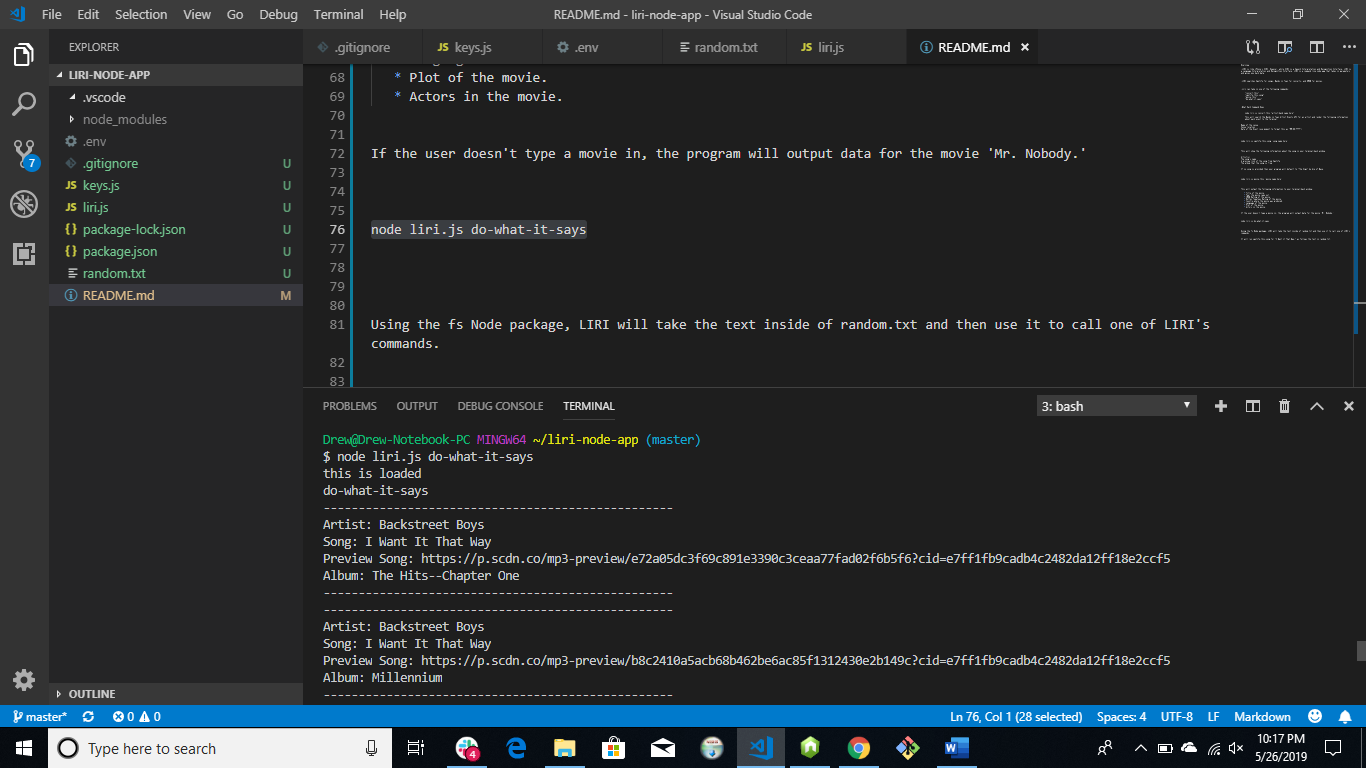 File Edit Selection View Go Debug Terminal Help
README.md - liri-node-app - Visual Studio Code
EXPLORER
LIRI-NODE-APP
.vscode
node_modules
.env
.gitignore U
JS keys.js U
JS liri.js U
{} package-lock.json U
{} package.json U
random.txt U
README.md M
OUTLINE
7
.gitignore
JS keys.js
.env
random.txt
JS liri.js
README.md
68 * Plot of the movie.
69 * Actors in the movie.
70
71
72 If the user doesn't type a movie in, the program will output data for the movie 'Mr. Nobody.'
73
74
75
76 node liri.js do-what-it-says
77
78
79
80
81 Using the fs Node package, LIRI will take the text inside of random.txt and then use it to call one of LIRI's
commands.
82
83
PROBLEMS OUTPUT DEBUG CONSOLE TERMINAL
3: bash
Drew@Drew-Notebook-PC MINGW64 ~/liri-node-app (master)
$ node liri.js do-what-it-says
this is loaded
do-what-it-says
--------------------------------------------------
Artist: Backstreet Boys
Song: I Want It That Way
Preview Song: https://p.scdn.co/mp3-preview/e72a05dc3f69c891e3390c3ceaa77fad02f6b5f6?cid=e7ff1fb9cadb4c2482da12ff18e2ccf5
Album: The Hits--Chapter One
--------------------------------------------------
--------------------------------------------------
Artist: Backstreet Boys
Song: I Want It That Way
Preview Song: https://p.scdn.co/mp3-preview/b8c2410a5acb68b462be6ac85f1312430e2b149c?cid=e7ff1fb9cadb4c2482da12ff18e2ccf5
Album: Millennium
--------------------------------------------------
master* 0 0
Ln 76, Col 1 (28 selected) Spaces: 4 UTF-8 LF Markdown
Type here to search
4
10:17 PM
5/26/2019